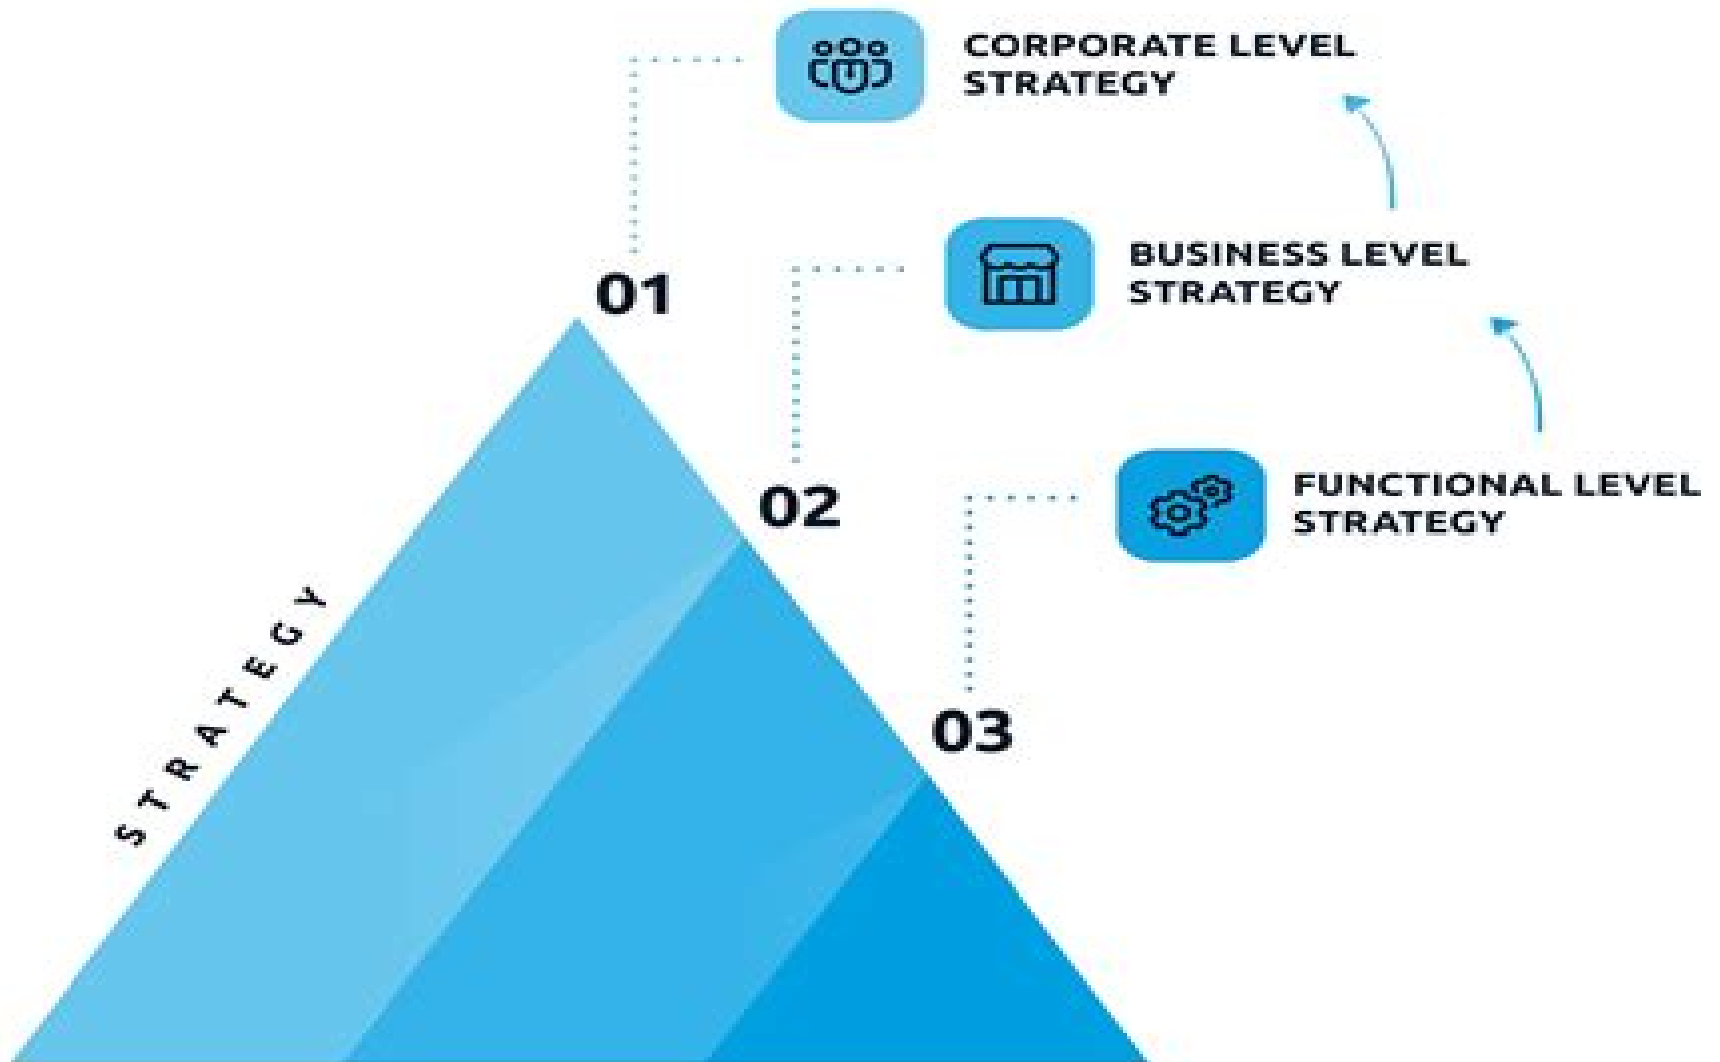 CORPORATE LEVEL
STRATEGY
01
BUSINESS LEVEL
STRATEGY
02
FUNCTIONAL LEVEL
STRATEGY
03
STRATEGY